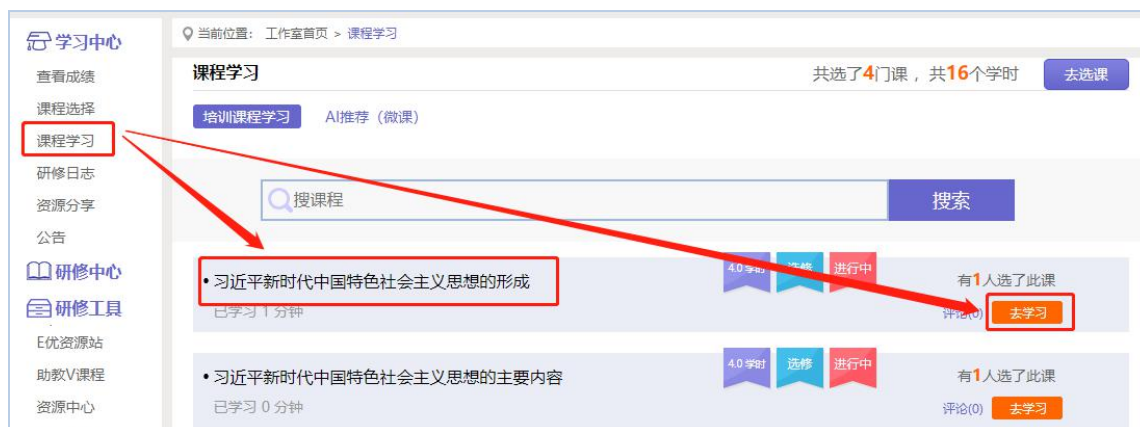 学习中心
查看成绩
课程选择
课程学习
研修日志
资源分享
公告
研修中心
研修工具
E优资源站
助教V课程
资源中心
当前位置： 工作室首页 > 课程学习
课程学习
共选了4门课 ，共16个学时
去选课
培训课程学习
AI推荐（微课）
搜课程
搜索
• 习近平新时代中国特色社会主义思想的形成
4.0 学时
选修
进行中
有1人选了此课
已学习 1 分钟
评论(0)
去学习
• 习近平新时代中国特色社会主义思想的主要内容
4.0 学时
选修
进行中
有1人选了此课
已学习 0 分钟
评论(0)
去学习